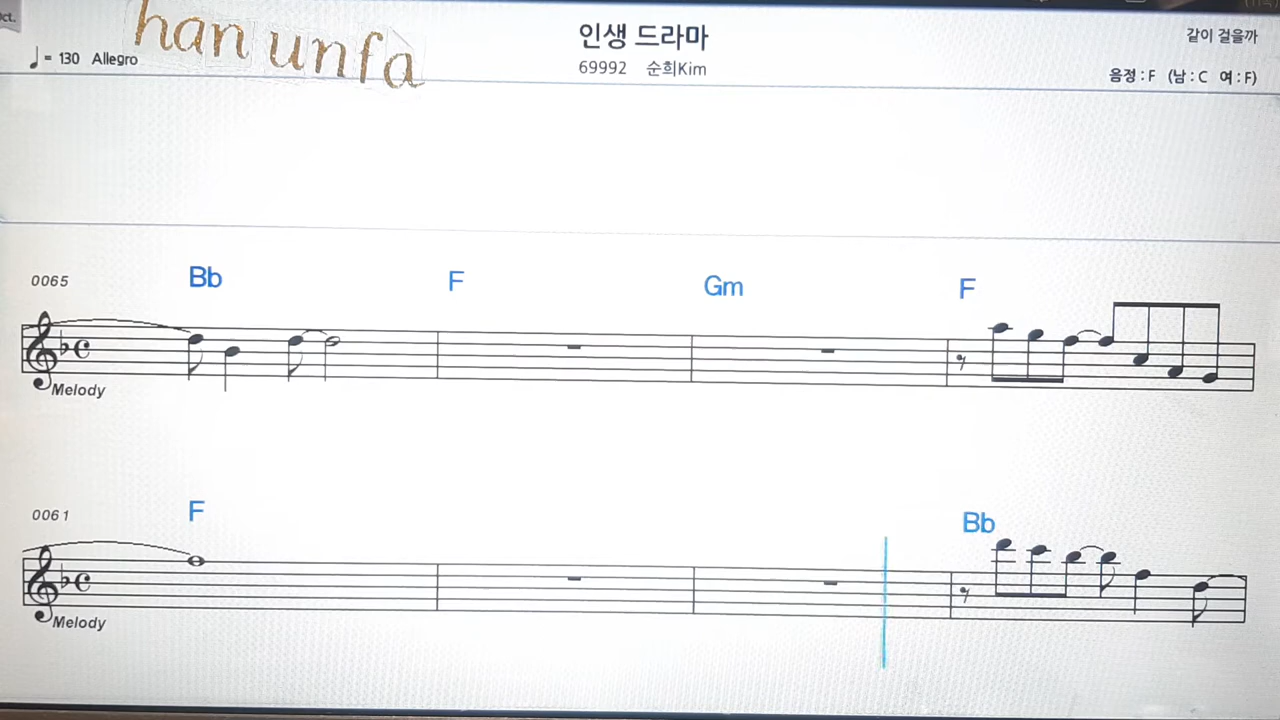 ct.
han unfa
♩ = 130 Allegro
인생 드라마
69992 순희Kim
같이 걸을까
음정 : F (남 : C 여 : F)
0065 Bb F Gm F
Melody
0061 F Bb
Melody